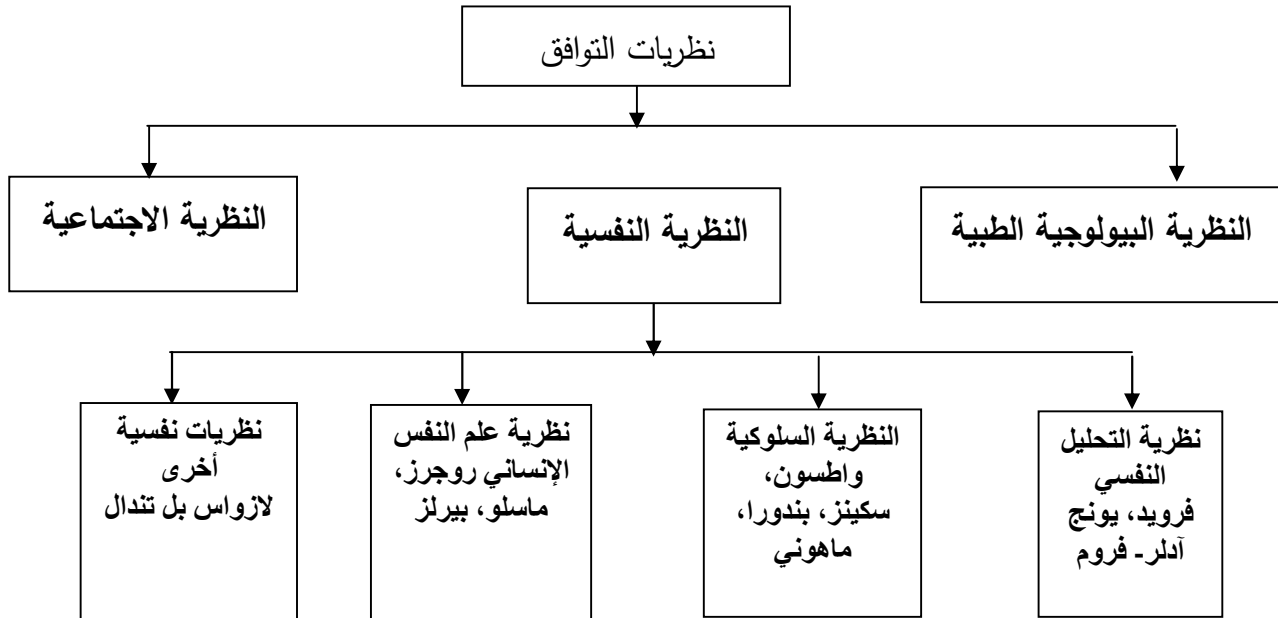 نظريات التوافق
النظرية البيولوجية الطبية
النظرية النفسية
النظرية الاجتماعية
نظرية التحليل
النفسي
فرويد، يونج
آدلر- فروم
النظرية السلوكية
واطسون،
سكينز، بندورا،
ماهوني
نظرية علم النفس
الإنساني روجرز،
ماسلو، بيرلز
نظريات نفسية
أخرى
لازواس بل تندال